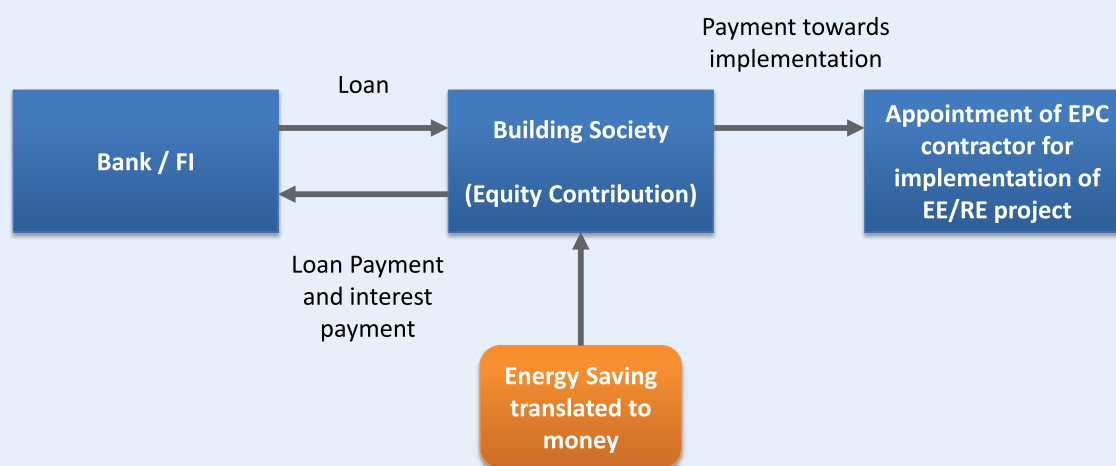 Payment towards
implementation
Loan
Bank / FI
Building Society
(Equity Contribution)
Appointment of EPC
contractor for
implementation of
EE/RE project
Loan Payment
and interest
payment
Energy Saving
translated to
money